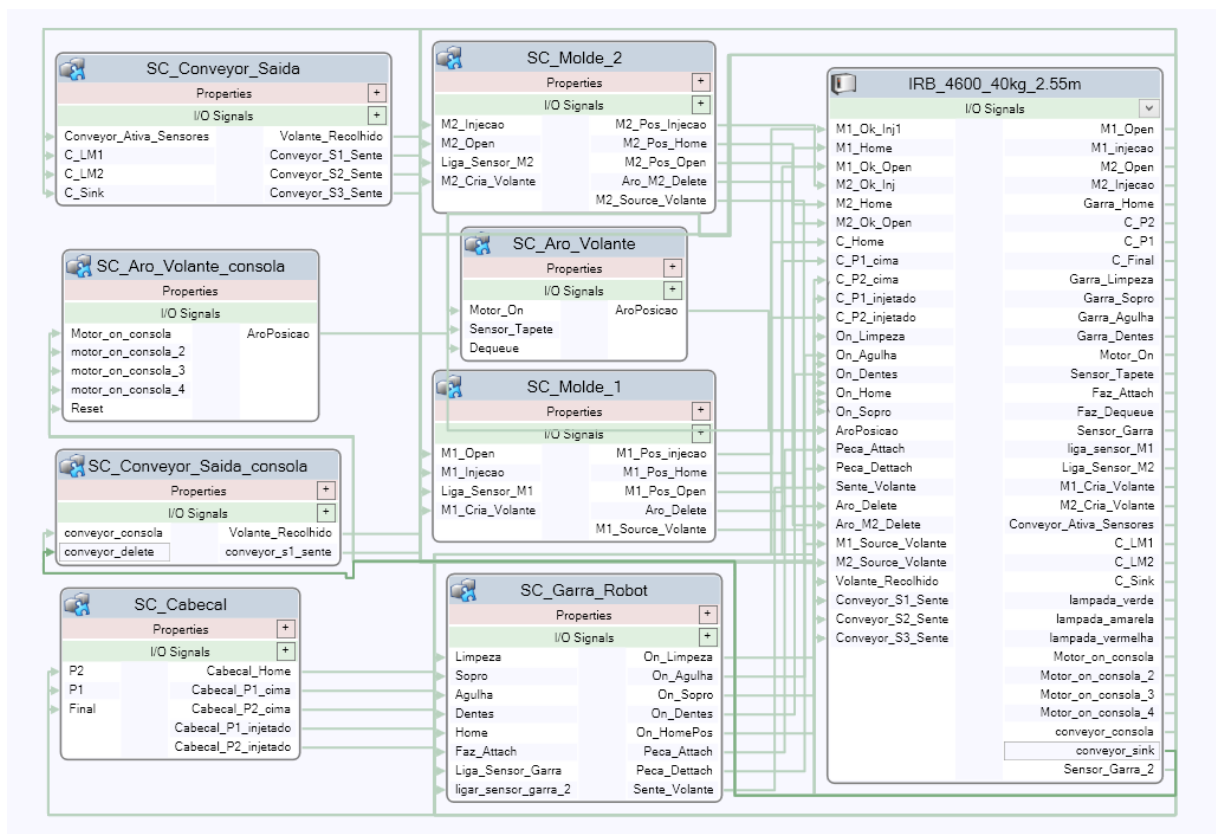 SC_Conveyor_Saída
Properties
I/O Signals
Conveyor_Ativa_Sensores Volante_Recolhido
C_LM1 Conveyor_S1_Sente
C_LM2 Conveyor_S2_Sente
C_Sink Conveyor_S3_Sente
SC_Aro_Volante_consola
Properties
I/O Signals
Motor_on_consola AroPosicao
motor_on_consola_2
motor_on_consola_3
motor_on_consola_4
Reset
SC_Conveyor_Saida_consola
Properties
I/O Signals
conveyor_consola Volante_Recolhido
conveyor_delete conveyor_s1_sente
SC_Cabecal
Properties
I/O Signals
P2 Cabecal_Home
P1 Cabecal_P1_cima
Final Cabecal_P2_cima
Cabecal_P1_injetado
Cabecal_P2_injetado
SC_Molde_2
Properties
I/O Signals
M2_Injecao M2_Pos_Injecao
M2_Open M2_Pos_Home
Liga_Sensor_M2 M2_Pos_Open
M2_Cria_Volante Aro_M2_Delete
M2_Source_Volante
SC_Aro_Volante
Properties
I/O Signals
Motor_On AroPosicao
Sensor_Tapete
Dequeue
SC_Molde_1
Properties
I/O Signals
M1_Open M1_Pos_injecao
M1_Injecao M1_Pos_Home
Liga_Sensor_M1 M1_Pos_Open
M1_Cria_Volante Aro_Delete
M1_Source_Volante
SC_Garra_Robot
Properties
I/O Signals
Limpeza On_Limpeza
Sopro On_Agulha
Agulha On_Sopro
Dentes On_Dentes
Home On_HomePos
Faz_Attach Peca_Attach
Liga_Sensor_Garra Peca_Dettach
ligar_sensor_garra_2 Sente_Volante
IRB_4600_40kg_2.55m
I/O Signals
M1_Ok_Inj1 M1_Open
M1_Home M1_injecao
M1_Ok_Open M2_Open
M2_Ok_Inj M2_Injecao
M2_Home Garra_Home
M2_Ok_Open C_P2
C_Home C_P1
C_P1_cima C_Final
C_P2_cima Garra_Limpeza
C_P1_injetado Garra_Sopro
C_P2_injetado Garra_Agulha
On_Limpeza Garra_Dentes
On_Agulha Motor_On
On_Dentes Sensor_Tapete
On_Home Faz_Attach
On_Sopro Faz_Dequeue
AroPosicao Sensor_Garra
Peca_Attach liga_sensor_M1
Peca_Dettach Liga_Sensor_M2
Sente_Volante M1_Cria_Volante
Aro_Delete M2_Cria_Volante
Aro_M2_Delete Conveyor_Ativa_Sensores
M1_Source_Volante C_LM1
M2_Source_Volante C_LM2
Volante_Recolhido C_Sink
Conveyor_S1_Sente lampada_verde
Conveyor_S2_Sente lampada_amarela
Conveyor_S3_Sente lampada_vermelha
Motor_on_consola
Motor_on_consola_2
Motor_on_consola_3
Motor_on_consola_4
conveyor_consola
conveyor_sink
Sensor_Garra_2